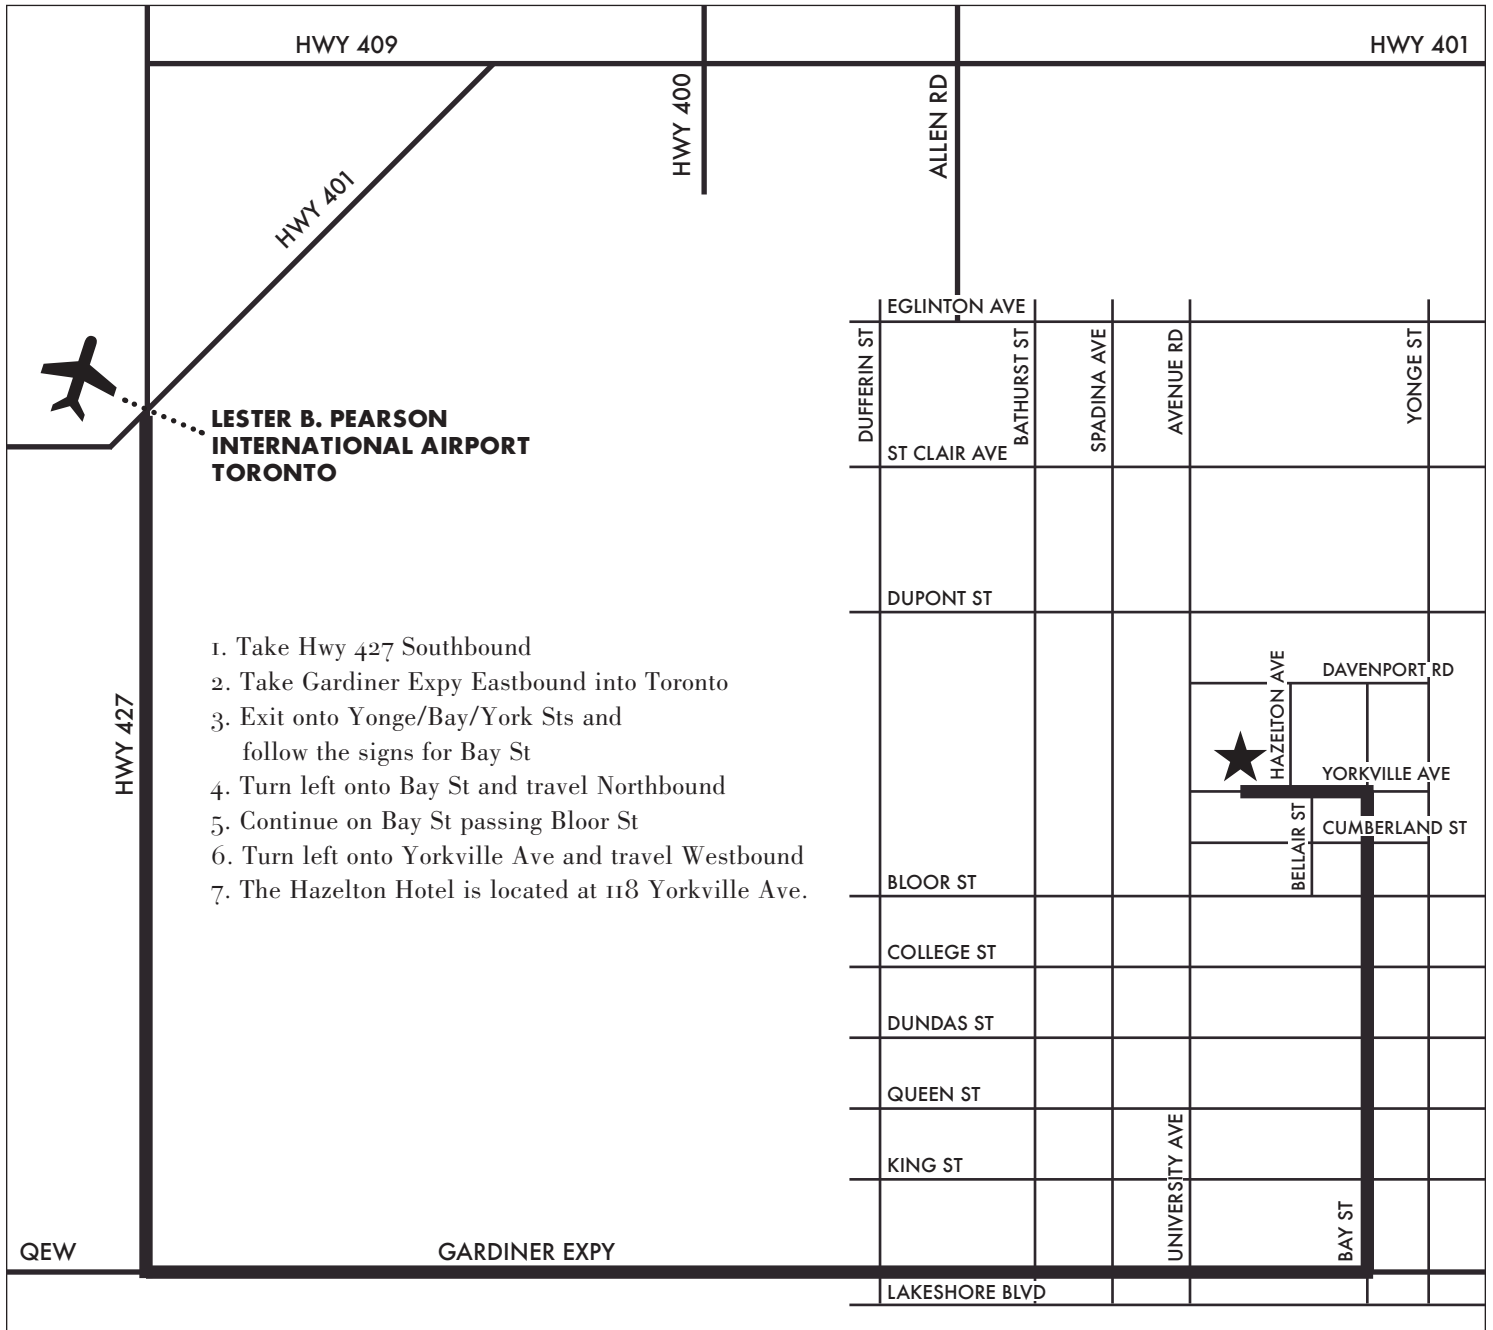 HWY 409
HWY 401
HWY 400
ALLEN RD
HWY 401
EGLINTON AVE
DUFFERIN ST
BATHURST ST
SPADINA AVE
AVENUE RD
YONGE ST
LESTER B. PEARSON
INTERNATIONAL AIRPORT
TORONTO
ST CLAIR AVE
DUPONT ST
1. Take Hwy 427 Southbound
2. Take Gardiner Expy Eastbound into Toronto
3. Exit onto Yonge/Bay/York Sts and
follow the signs for Bay St
4. Turn left onto Bay St and travel Northbound
5. Continue on Bay St passing Bloor St
6. Turn left onto Yorkville Ave and travel Westbound
7. The Hazelton Hotel is located at 118 Yorkville Ave.
HWY 427
HAZELTON AVE
DAVENPORT RD
YORKVILLE AVE
BELLAIR ST
CUMBERLAND ST
BLOOR ST
COLLEGE ST
DUNDAS ST
QUEEN ST
KING ST
UNIVERSITY AVE
BAY ST
QEW
GARDINER EXPY
LAKESHORE BLVD